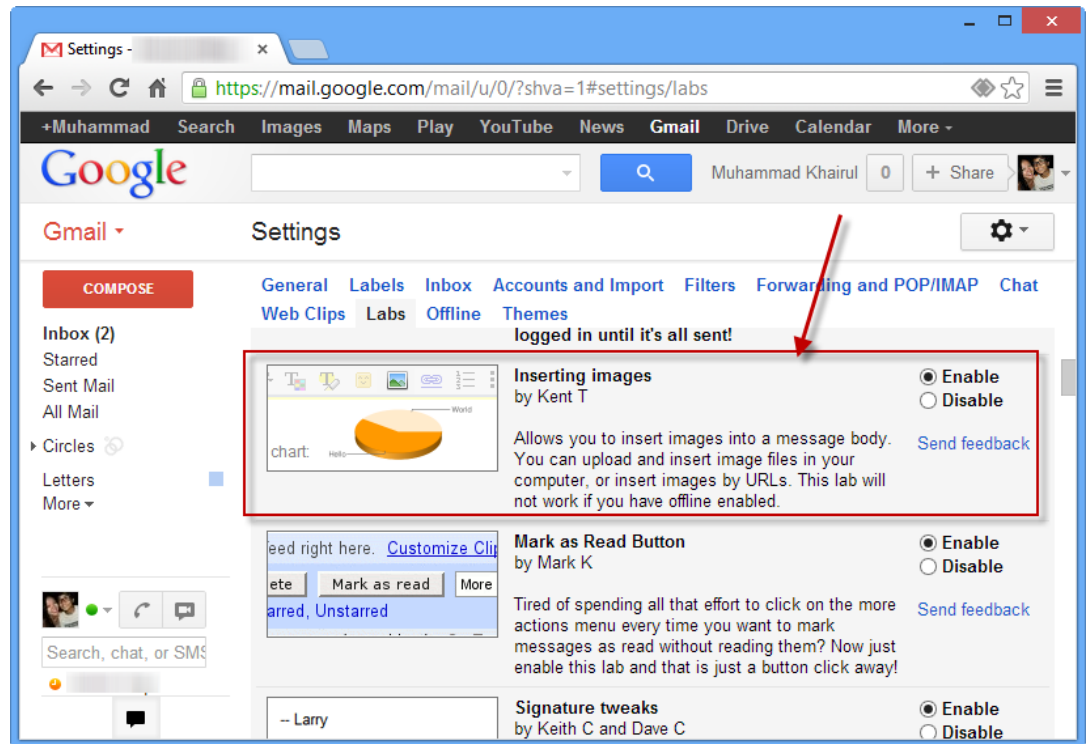 Settings -
https://mail.google.com/mail/u/0/?shva=1#settings/labs
+Muhammad Search Images Maps Play YouTube News Gmail Drive Calendar More
Google
Muhammad Khairul 0 + Share
Gmail
Settings
COMPOSE
Inbox (2)
Starred
Sent Mail
All Mail
Circles
Letters
More
Search, chat, or SMS
General Labels Inbox Accounts and Import Filters Forwarding and POP/IMAP Chat
Web Clips Labs Offline Themes
logged in until it's all sent!
World
chart: Hello
Inserting images
by Kent T
Allows you to insert images into a message body.
You can upload and insert image files in your
computer, or insert images by URLs. This lab will
not work if you have offline enabled.
Enable
Disable
Send feedback
eed right here. Customize Clip
ete Mark as read More
arred, Unstarred
Mark as Read Button
by Mark K
Tired of spending all that effort to click on the more
actions menu every time you want to mark
messages as read without reading them? Now just
enable this lab and that is just a button click away!
Enable
Disable
Send feedback
-- Larry
Signature tweaks
by Keith C and Dave C
Enable
Disable